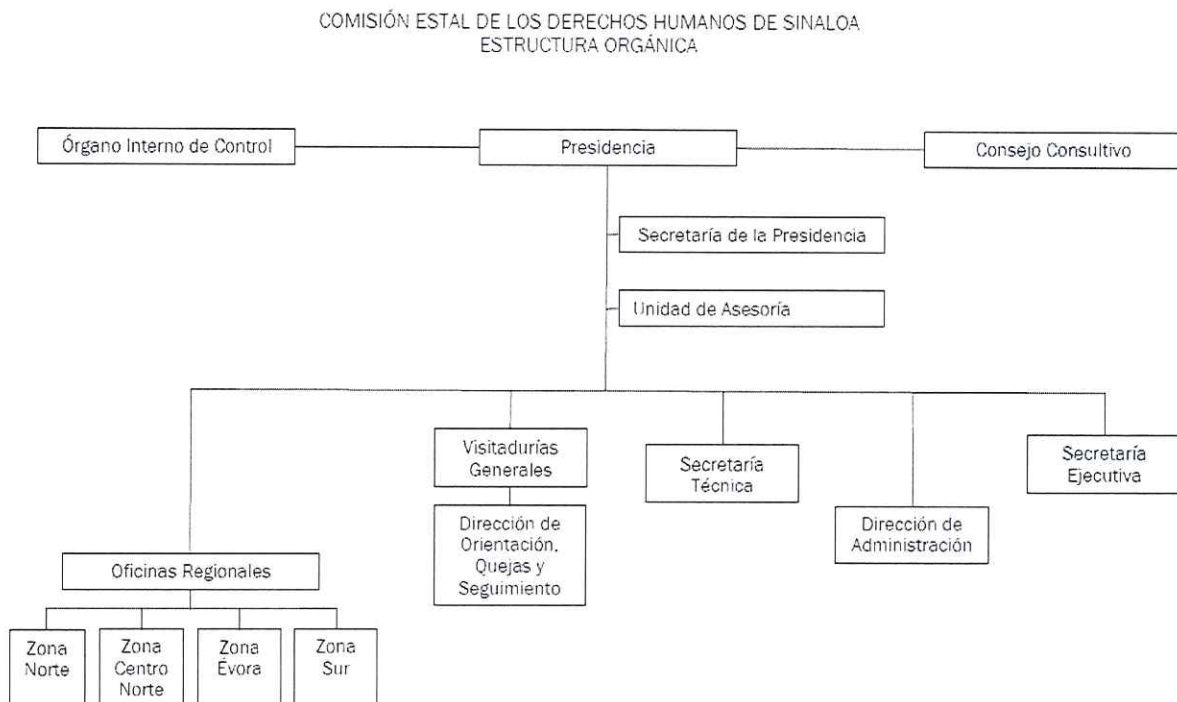 COMISIÓN ESTAL DE LOS DERECHOS HUMANOS DE SINALOA
ESTRUCTURA ORGÁNICA
Órgano Interno de Control
Presidencia
Consejo Consultivo
Secretaría de la Presidencia
Unidad de Asesoría
Visitadurías
Generales
Secretaría
Técnica
Secretaría
Ejecutiva
Dirección de
Orientación,
Quejas y
Seguimiento
Dirección de
Administración
Oficinas Regionales
Zona
Norte
Zona
Centro
Norte
Zona
Évora
Zona
Sur